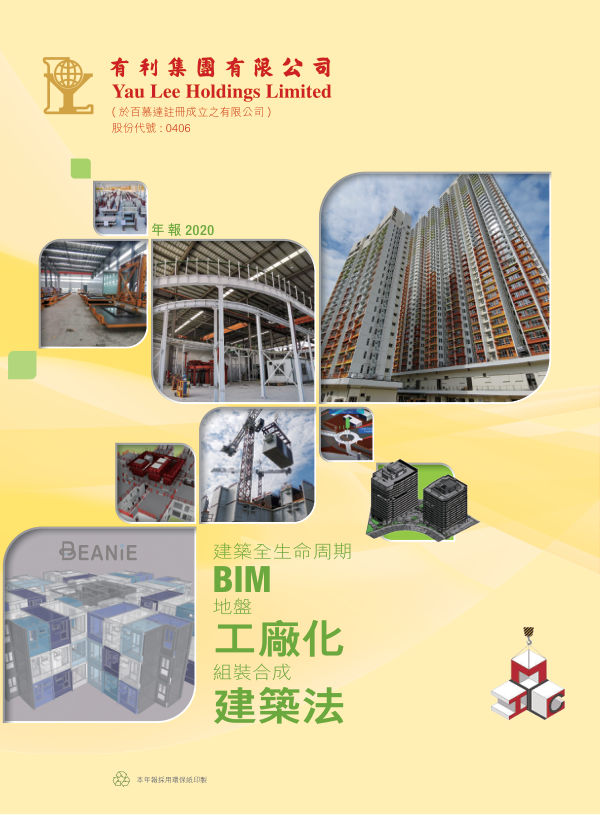 有利集團有限公司
Yau Lee Holdings Limited
(於百慕達註冊成立之有限公司)
股份代號 : 0406
年報 2020
BEANiE
建築全生命周期
BIM
地盤
工廠化
組裝合成
建築法
M
i C
本年報採用環保紙印製